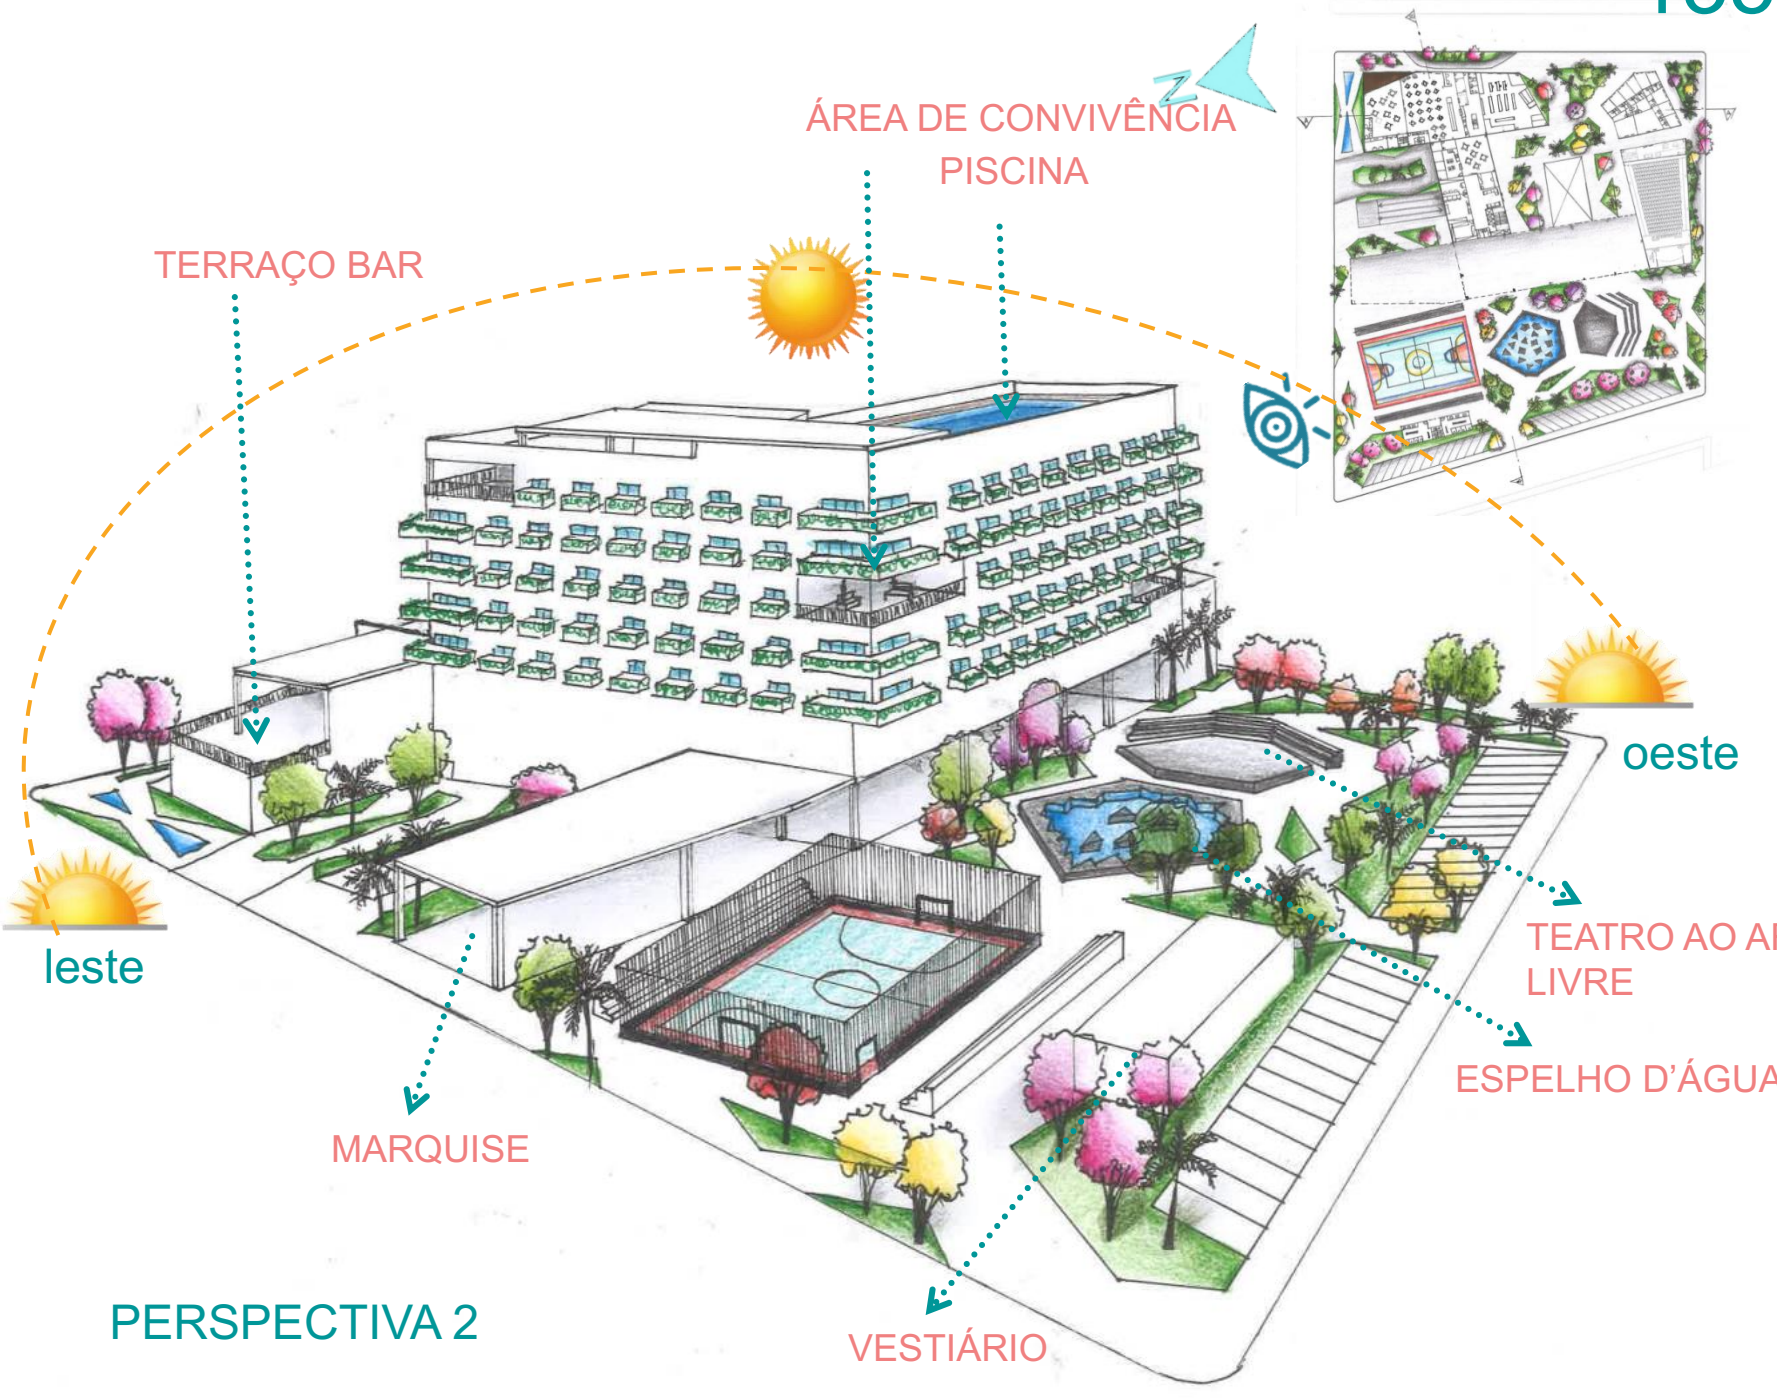 ÁREA DE CONVIVÊNCIA
PISCINA
N
TERRAÇO BAR
oeste
leste
TEATRO AO
LIVRE
ESPELHO D'ÁGUA
MARQUISE
PERSPECTIVA 2
VESTIÁRIO